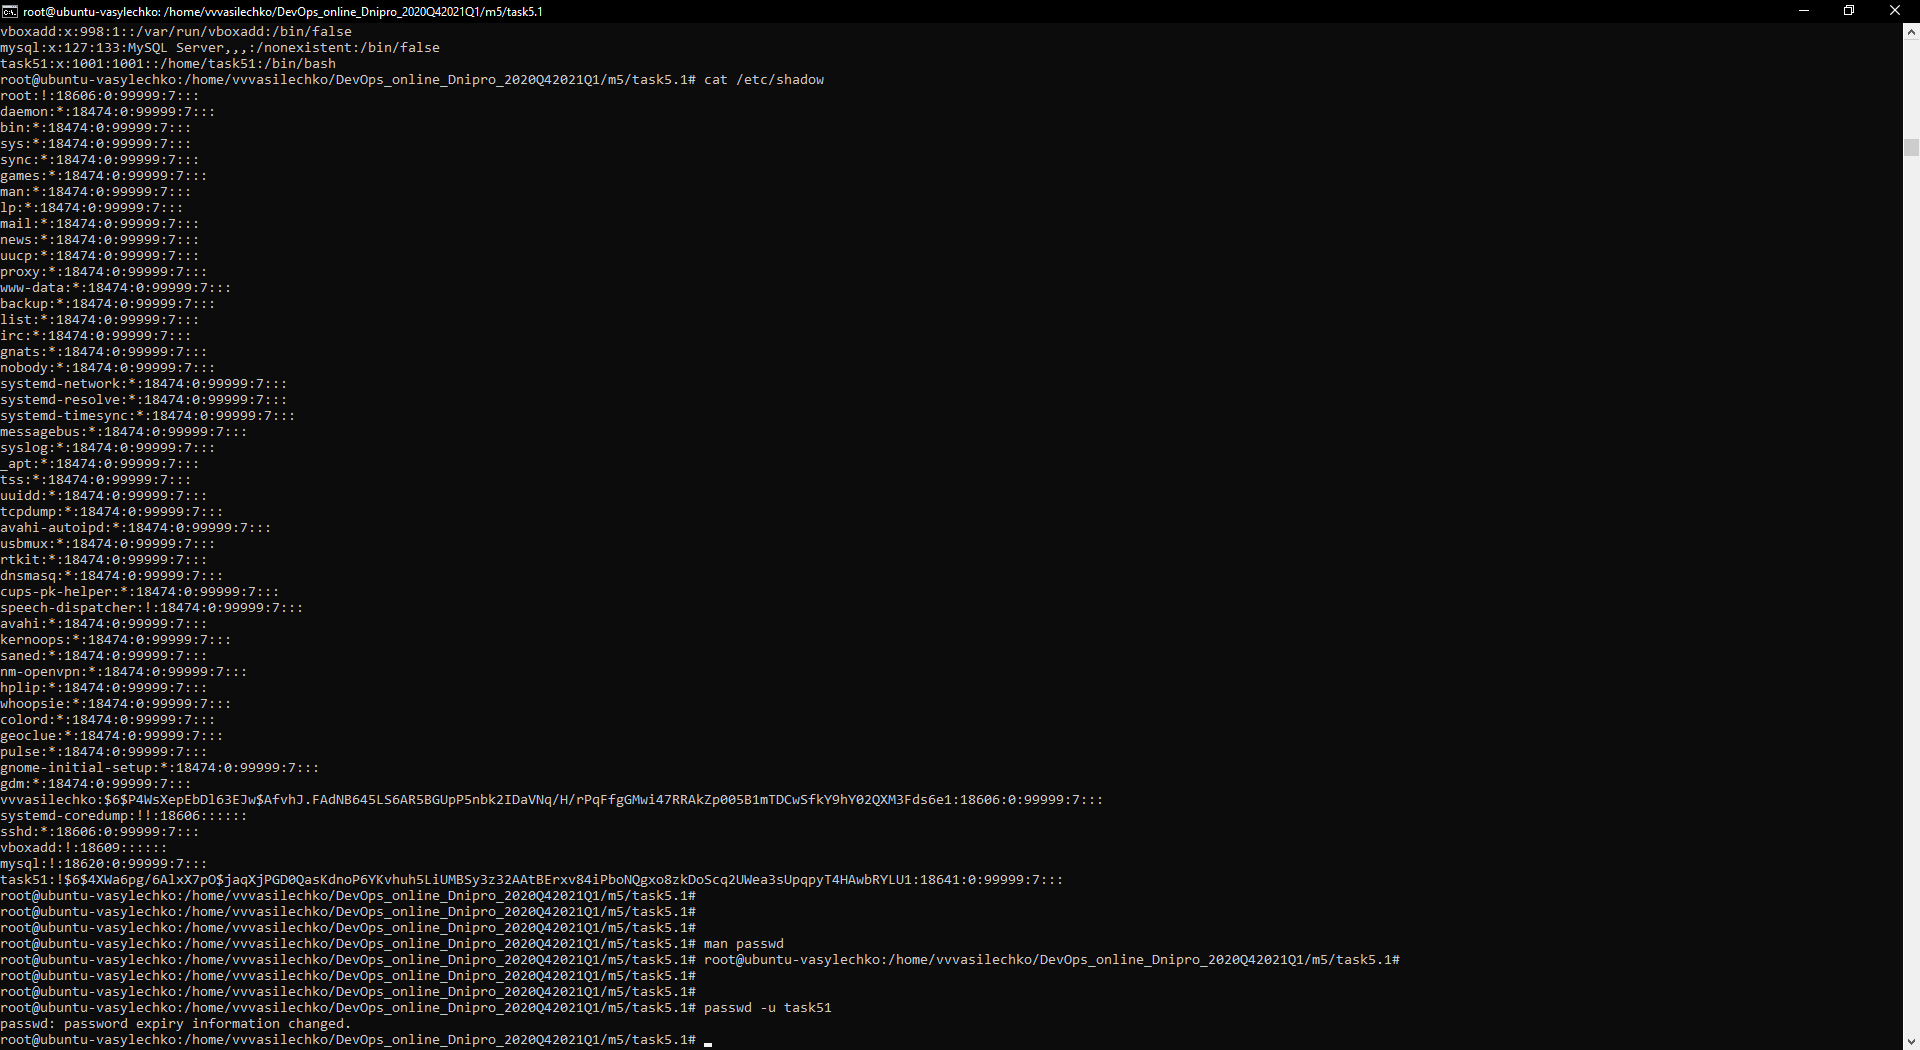 root@ubuntu-vasylechko: /home/vvvasilechko/DevOps_online_Dnipro_2020Q42021Q1/m5/task5.1
vboxadd:x:998:1::/var/run/vboxadd:/bin/false
mysql:x:127:133:MySQL Server,,,:/nonexistent:/bin/false
task51:x:1001:1001::/home/task51:/bin/bash
root@ubuntu-vasylechko:/home/vvvasilechko/DevOps_online_Dnipro_2020Q42021Q1/m5/task5.1# cat /etc/shadow
root:!:18606:0:99999:7:::
daemon:*:18474:0:99999:7:::
bin:*:18474:0:99999:7:::
sys:*:18474:0:99999:7:::
sync:*:18474:0:99999:7:::
games:*:18474:0:99999:7:::
man:*:18474:0:99999:7:::
lp:*:18474:0:99999:7:::
mail:*:18474:0:99999:7:::
news:*:18474:0:99999:7:::
uucp:*:18474:0:99999:7:::
proxy:*:18474:0:99999:7:::
www-data:*:18474:0:99999:7:::
backup:*:18474:0:99999:7:::
list:*:18474:0:99999:7:::
irc:*:18474:0:99999:7:::
gnats:*:18474:0:99999:7:::
nobody:*:18474:0:99999:7:::
systemd-network:*:18474:0:99999:7:::
systemd-resolve:*:18474:0:99999:7:::
systemd-timesync:*:18474:0:99999:7:::
messagebus:*:18474:0:99999:7:::
syslog:*:18474:0:99999:7:::
_apt:*:18474:0:99999:7:::
tss:*:18474:0:99999:7:::
uuidd:*:18474:0:99999:7:::
tcpdump:*:18474:0:99999:7:::
avahi-autoipd:*:18474:0:99999:7:::
usbmux:*:18474:0:99999:7:::
rtkit:*:18474:0:99999:7:::
dnsmasq:*:18474:0:99999:7:::
cups-pk-helper:*:18474:0:99999:7:::
speech-dispatcher:!:18474:0:99999:7:::
avahi:*:18474:0:99999:7:::
kernoops:*:18474:0:99999:7:::
saned:*:18474:0:99999:7:::
nm-openvpn:*:18474:0:99999:7:::
hplip:*:18474:0:99999:7:::
whoopsie:*:18474:0:99999:7:::
colord:*:18474:0:99999:7:::
geoclue:*:18474:0:99999:7:::
pulse:*:18474:0:99999:7:::
gnome-initial-setup:*:18474:0:99999:7:::
gdm:*:18474:0:99999:7:::
vvvasilechko:$6$P4WsXepEbDl63EJw$AfvhJ.FAdNB645LS6AR5BGUpP5nbk2IDaVNq/H/rPqFfgGMwi47RRAkZp005B1mTDCwSfkY9hY02QXM3Fds6e1:18606:0:99999:7:::
systemd-coredump:!!:18606::::::
sshd:*:18606:0:99999:7:::
vboxadd:!:18609::::::
mysql:!:18620:0:99999:7:::
task51:!$6$4XWa6pg/6AlxX7pO$jaqXjPGD0QasKdnoP6YKvhuh5LiUMBSy3z32AAtBErxv84iPboNQgxo8zkDoScq2UWea3sUpqpyT4HAwbRYLU1:18641:0:99999:7:::
root@ubuntu-vasylechko:/home/vvvasilechko/DevOps_online_Dnipro_2020Q42021Q1/m5/task5.1#
root@ubuntu-vasylechko:/home/vvvasilechko/DevOps_online_Dnipro_2020Q42021Q1/m5/task5.1#
root@ubuntu-vasylechko:/home/vvvasilechko/DevOps_online_Dnipro_2020Q42021Q1/m5/task5.1#
root@ubuntu-vasylechko:/home/vvvasilechko/DevOps_online_Dnipro_2020Q42021Q1/m5/task5.1# man passwd
root@ubuntu-vasylechko:/home/vvvasilechko/DevOps_online_Dnipro_2020Q42021Q1/m5/task5.1# root@ubuntu-vasylechko:/home/vvvasilechko/DevOps_online_Dnipro_2020Q42021Q1/m5/task5.1#
root@ubuntu-vasylechko:/home/vvvasilechko/DevOps_online_Dnipro_2020Q42021Q1/m5/task5.1#
root@ubuntu-vasylechko:/home/vvvasilechko/DevOps_online_Dnipro_2020Q42021Q1/m5/task5.1#
root@ubuntu-vasylechko:/home/vvvasilechko/DevOps_online_Dnipro_2020Q42021Q1/m5/task5.1# passwd -u task51
passwd: password expiry information changed.
root@ubuntu-vasylechko:/home/vvvasilechko/DevOps_online_Dnipro_2020Q42021Q1/m5/task5.1#